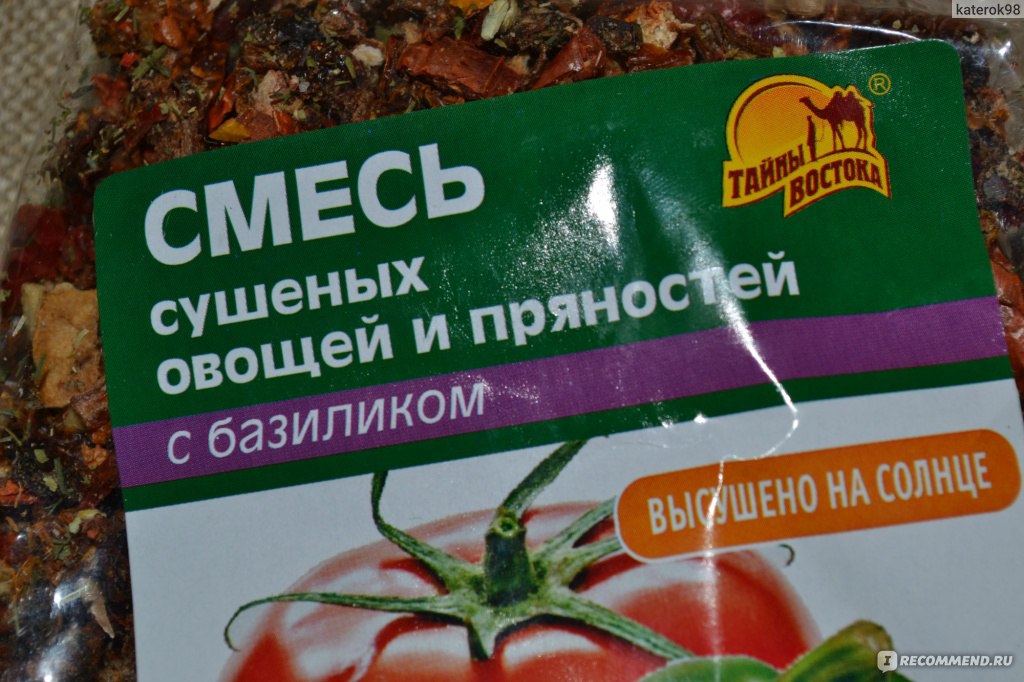 katerok98
ТАЙНЫ
ВОСТОКА
®
СМЕСЬ
сушеных
овощей и пряностей
с базиликом
ВЫСУШЕНО НА СОЛНЦЕ
I RECOMMEND.RU